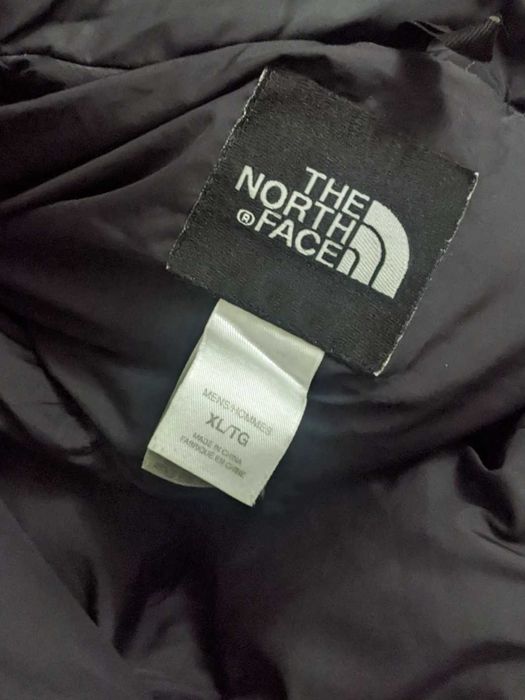 THE
NORTH
® FACE
MENS/HOMMES
XL/TG
MADE IN CHINA
FABRIQUÉ EN CHINE